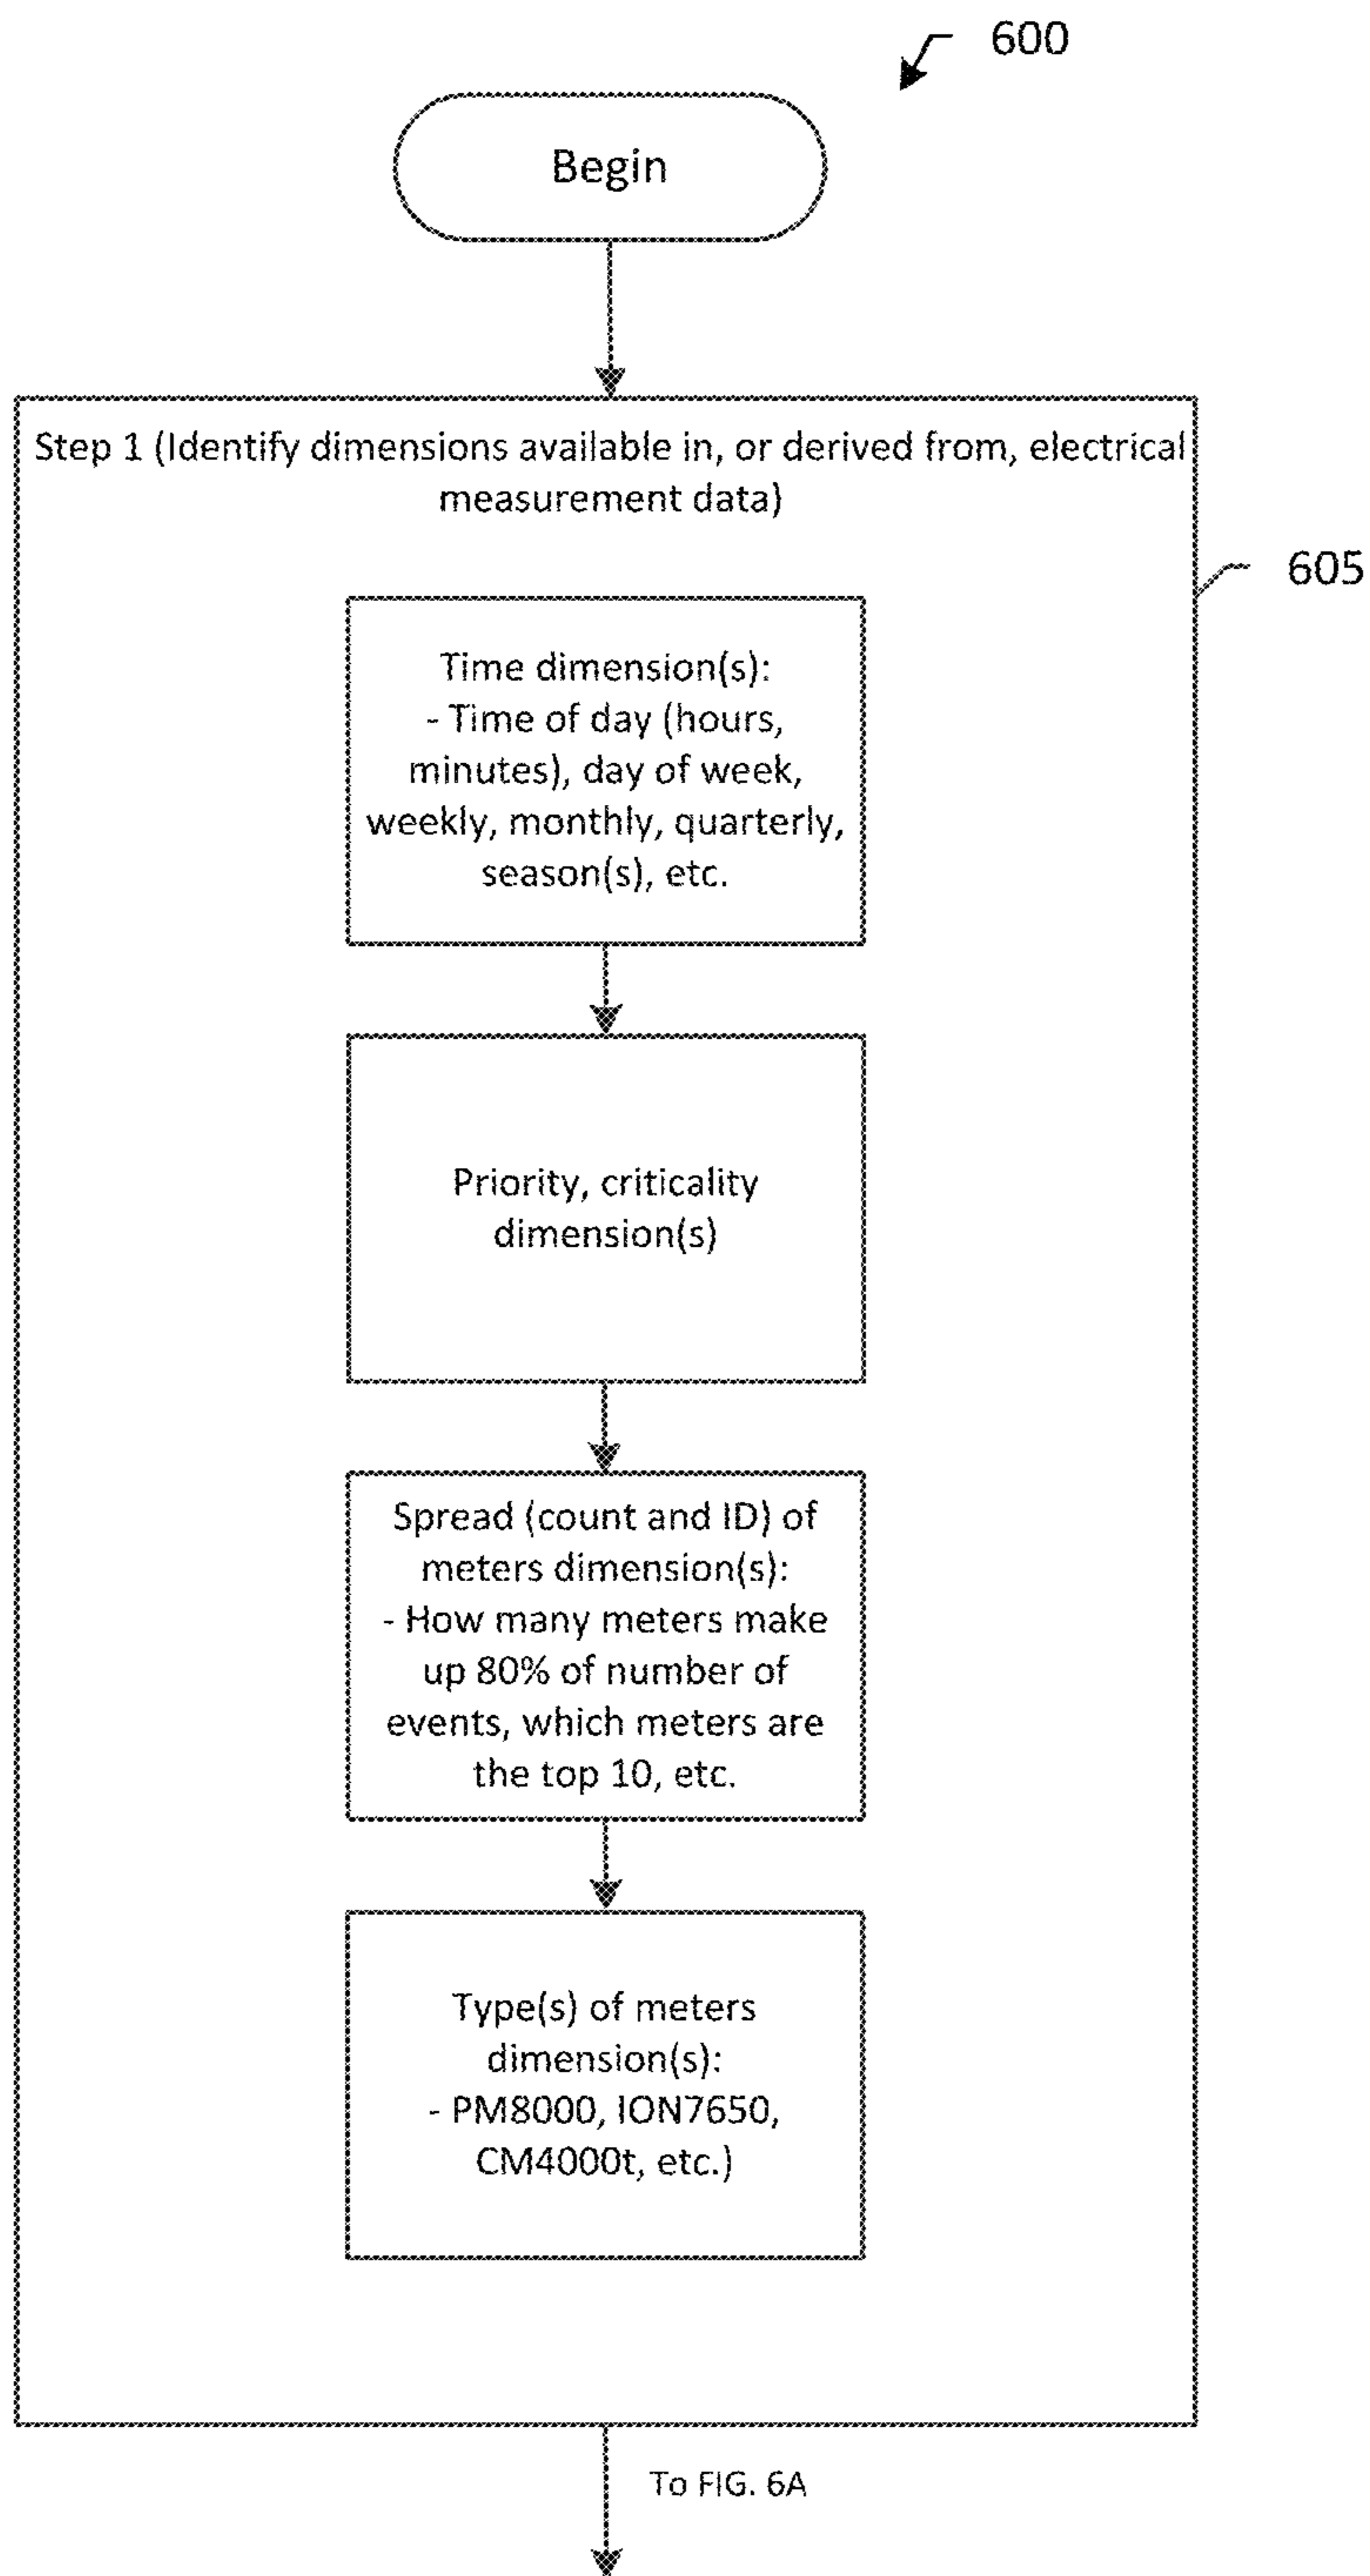 600
Begin
Step 1 (Identify dimensions available in, or derived from, electrical
measurement data)
605
Time dimension(s):
- Time of day (hours,
minutes), day of week,
weekly, monthly, quarterly,
season(s), etc.
Priority, criticality
dimension(s)
Spread (count and ID) of
meters dimension(s):
- How many meters make
up 80% of number of
events, which meters are
the top 10, etc.
Type(s) of meters
dimension(s):
- PM8000, ION7650,
CM4000t, etc.)
To FIG. 6A